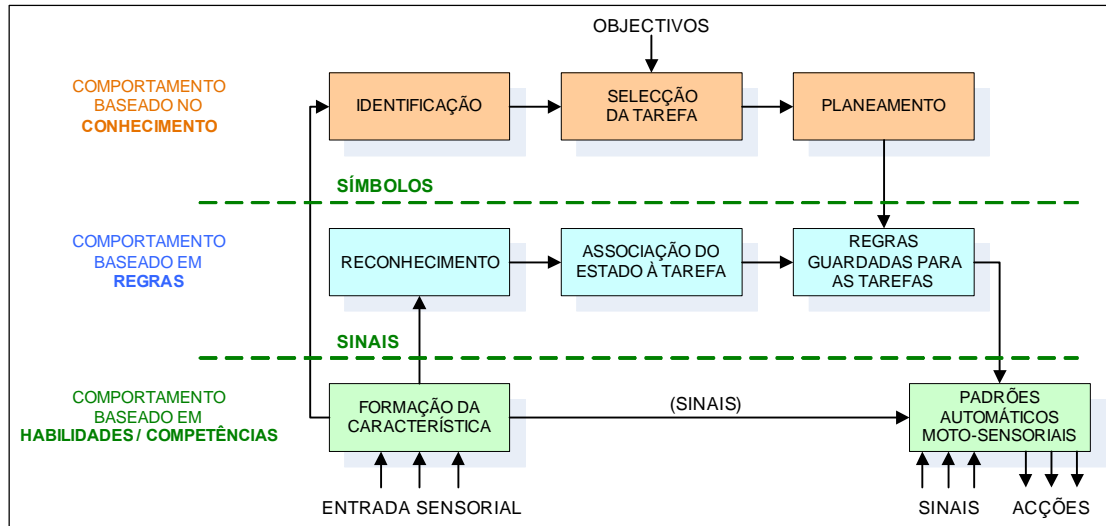 OBJECTIVOS
COMPORTAMENTO
BASEADO NO
CONHECIMENTO
IDENTIFICAÇÃO
SELECÇÃO
DA TAREFA
PLANEAMENTO
SÍMBOLOS
COMPORTAMENTO
BASEADO EM
REGRAS
RECONHECIMENTO
ASSOCIAÇÃO DO
ESTADO À TAREFA
REGRAS
GUARDADAS PARA
AS TAREFAS
SINAIS
COMPORTAMENTO
BASEADO EM
HABILIDADES / COMPETÊNCIAS
FORMAÇÃO DA
CARACTERÍSTICA
(SINAIS)
PADRÕES
AUTOMÁTICOS
MOTO-SENSORIAIS
ENTRADA SENSORIAL
SINAIS
ACÇÕES